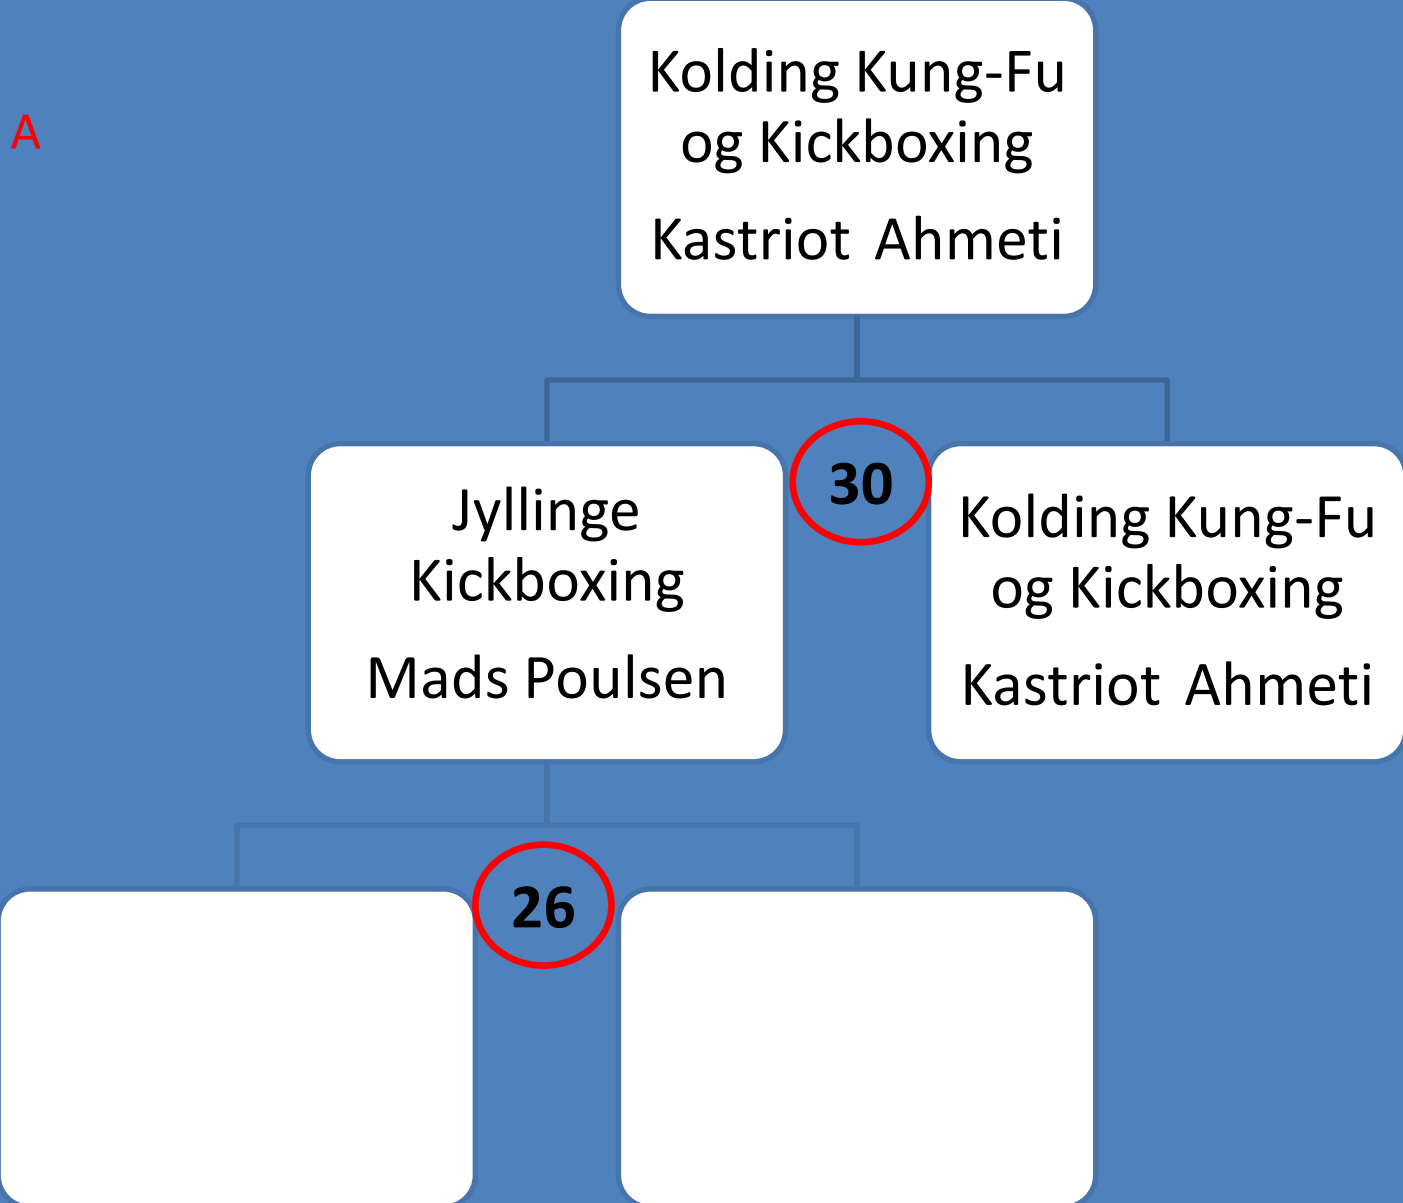 Kolding Kung-Fu
og Kickboxing
Kastriot Ahmeti
A
30
Jyllinge
Kickboxing
Mads Poulsen
Kolding Kung-Fu
og Kickboxing
Kastriot Ahmeti
26